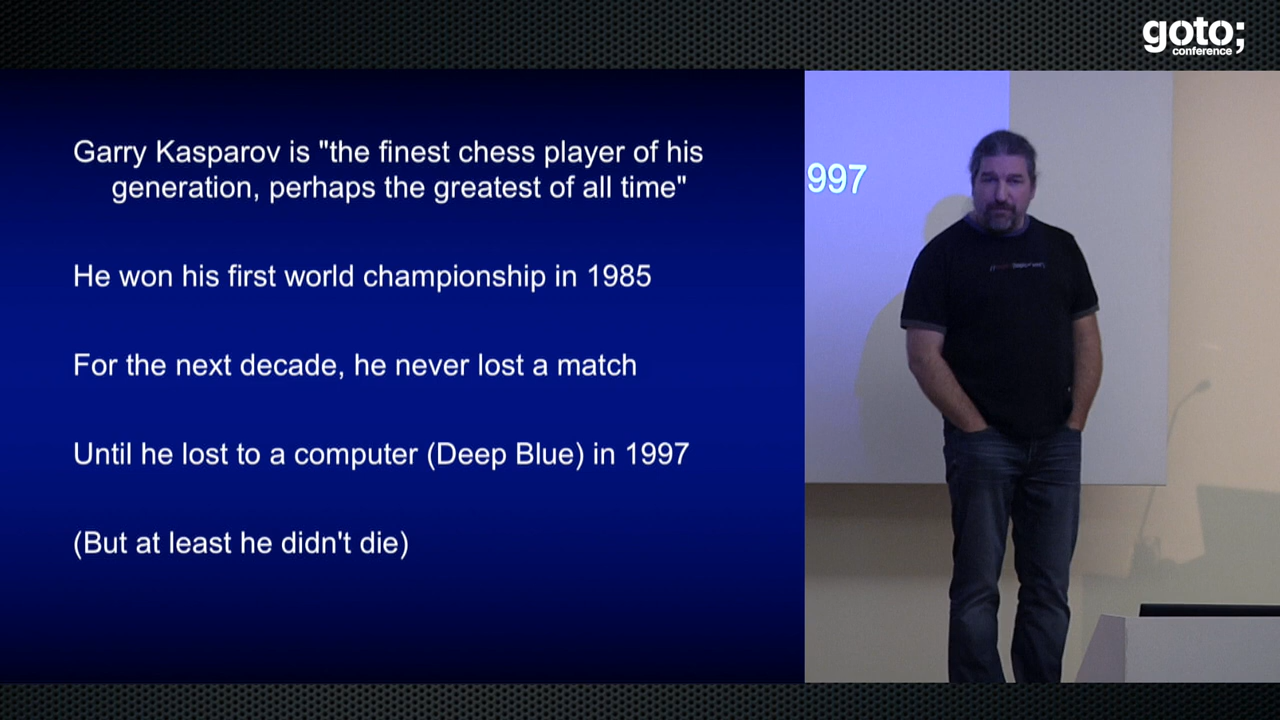 goto;
conference
Garry Kasparov is "the finest chess player of his
generation, perhaps the greatest of all time"
He won his first world championship in 1985
For the next decade, he never lost a match
Until he lost to a computer (Deep Blue) in 1997
(But at least he didn't die)
997